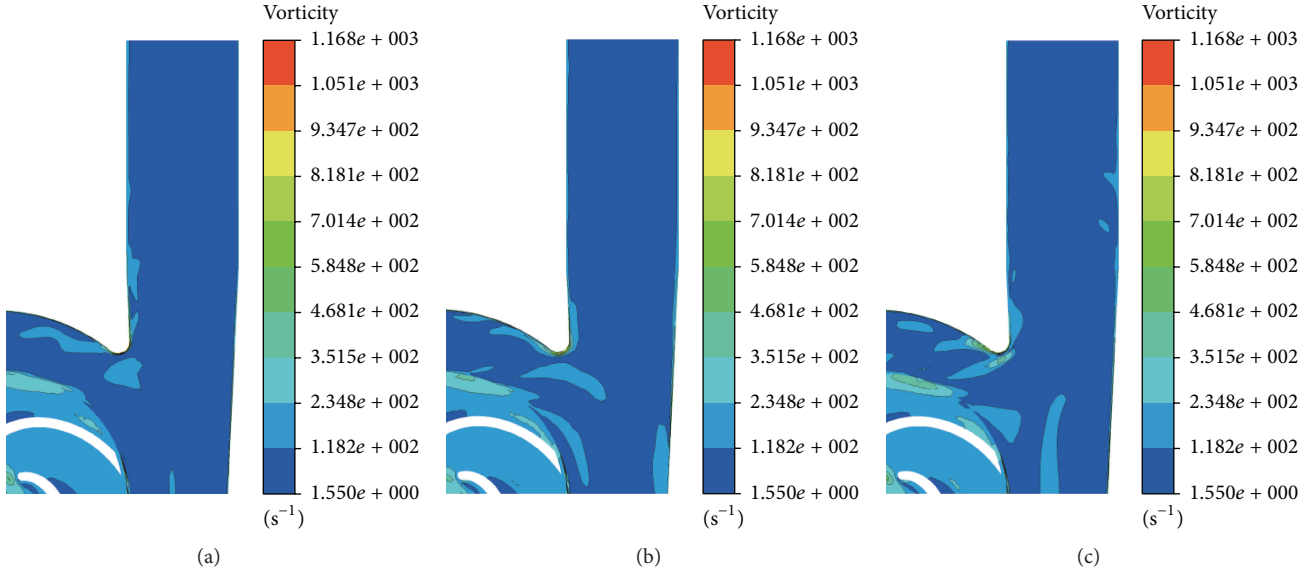 Vorticity
1.168e + 003
1.051e + 003
9.347e + 002
8.181e + 002
7.014e + 002
5.848e + 002
4.681e + 002
3.515e + 002
2.348e + 002
1.182e + 002
1.550e + 000
(s⁻¹)
(a)
Vorticity
1.168e + 003
1.051e + 003
9.347e + 002
8.181e + 002
7.014e + 002
5.848e + 002
4.681e + 002
3.515e + 002
2.348e + 002
1.182e + 002
1.550e + 000
(s⁻¹)
(b)
Vorticity
1.168e + 003
1.051e + 003
9.347e + 002
8.181e + 002
7.014e + 002
5.848e + 002
4.681e + 002
3.515e + 002
2.348e + 002
1.182e + 002
1.550e + 000
(s⁻¹)
(c)